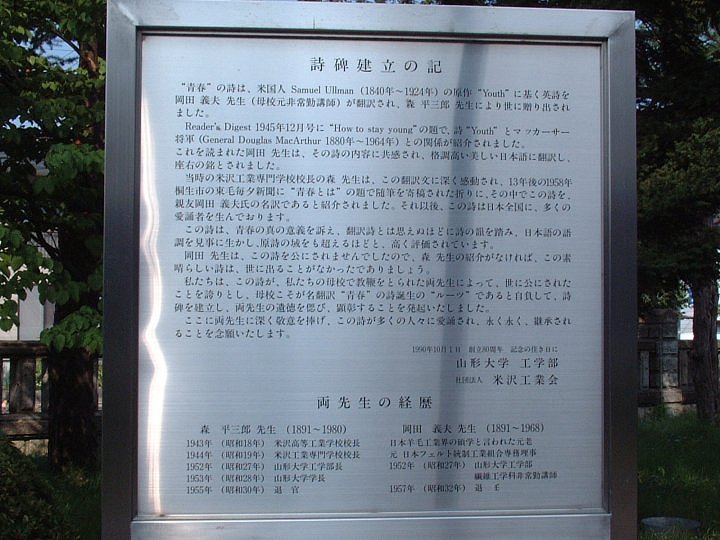 詩碑建立の記
"青春"の詩は、米国人 Samuel Ullman (1840年〜1924年) の原作 "Youth" に基く英詩を
岡田 義夫 先生 (母校元非常勤講師) が翻訳され、森 平三郎 先生により世に贈り出され
ました。
Reader's Digest 1945年12月号に "How to stay young" の題で、詩 "Youth" とマッカーサー
将軍 (General Douglas MacArthur 1880年〜1964年) との関係が紹介されました。
これを読まれた岡田 先生は、その詩の内容に共感され、格調高い美しい日本語に翻訳し、
座右の銘とされました。
当時の米沢工業専門学校校長の森 先生は、この翻訳文に深く感動され、13年後の1958年
桐生市の東毛毎夕新聞に "青春とは" の題で随筆を寄稿された折りに、その中でこの詩を、
親友岡田 義夫氏の名訳であると紹介されました。それ以後、この詩は日本全国に、多くの
愛誦者を生んでおります。
この詩は、青春の真の意義を訴え、翻訳詩とは思えぬほどに詩の韻を踏み、日本語の語
調を見事に生かし、原詩の域をも超えるほどと、高く評価されています。
岡田 先生は、この詩を公にされませんでしたので、森 先生の紹介がなければ、この素
晴らしい詩は、世に出ることがなかったでありましょう。
私たちは、この詩が、私たちの母校で教鞭をとられた両先生によって、世に公にされた
ことを誇りとし、母校こそが名翻訳 "青春" の詩誕生の "ルーツ" であると自負して、詩
碑を建立し、両先生の遺徳を偲び、顕彰することを発起いたしました。
ここに両先生に深く敬意を捧げ、この詩が多くの人々に愛誦され、永く永く、継承され
ることを念願いたします。
1990年10月1日 創立80周年 記念の佳き日に
山形大学 工学部
社団法人 米沢工業会
両先生の経歴
森 平三郎 先生 (1891〜1980)
1943年 (昭和18年) 米沢高等工業学校校長
1944年 (昭和19年) 米沢工業専門学校校長
1952年 (昭和27年) 山形大学工学部長
1953年 (昭和28年) 山形大学学長
1955年 (昭和30年) 退 官
岡田 義夫 先生 (1891〜1968)
日本羊毛工業界の碩学と言われた元老
元 日本フェルト統制工業組合専務理事
1952年 (昭和27年) 山形大学工学部
繊維工学科非常勤講師
1957年 (昭和32年) 退 任